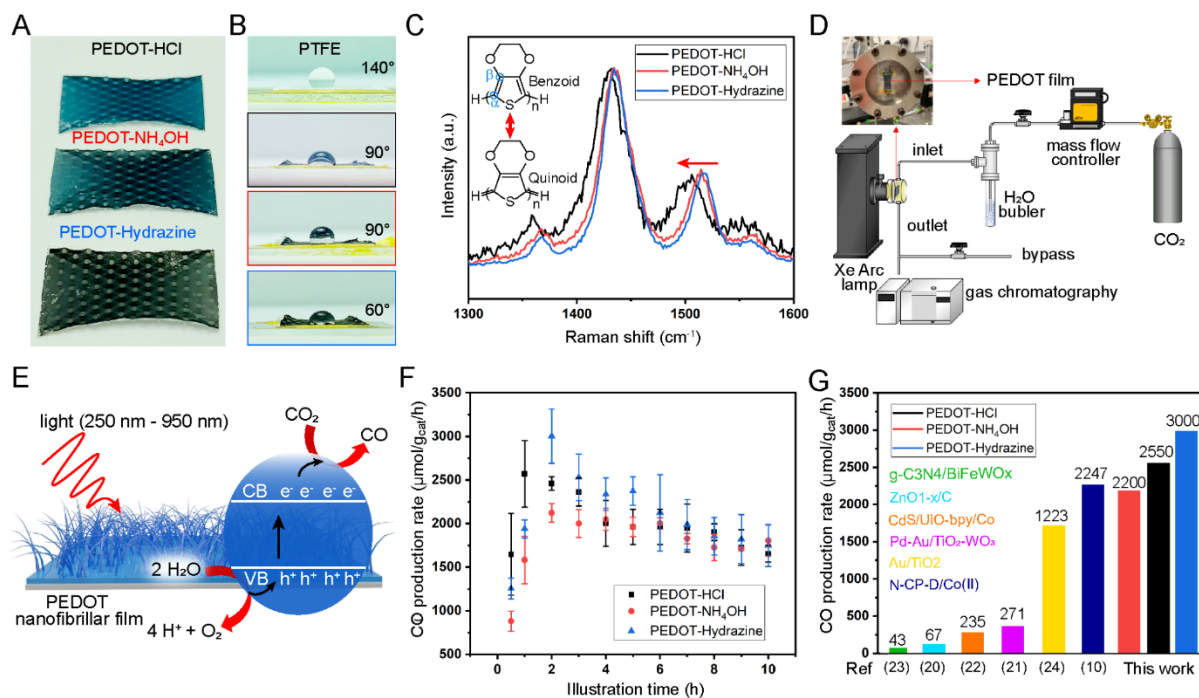 A
PEDOT-HCl
PEDOT-NH₄OH
PEDOT-Hydrazine
B
PTFE
140°
90°
90°
60°
C
Intensity (a.u.)
β
α
H
S
n
H
O
O
Benzoid
H
S
n
H
O
O
Quinoid
PEDOT-HCl
PEDOT-NH₄OH
PEDOT-Hydrazine
1300
1400
1500
1600
Raman shift (cm⁻¹)
D
PEDOT film
inlet
mass flow
controller
H₂O
bubler
outlet
CO₂
bypass
Xe Arc
lamp
gas chromatography
E
light (250 nm - 950 nm)
CO₂
CO
CB
e⁻ e⁻ e⁻ e⁻
2 H₂O
VB
h⁺ h⁺ h⁺ h⁺
PEDOT
nanofibrillar film
4 H⁺ + O₂
F
CO production rate (μmol/g_cat/h)
3500
3000
2500
2000
1500
1000
500
0
PEDOT-HCl
PEDOT-NH₄OH
PEDOT-Hydrazine
0
2
4
6
8
10
Illustration time (h)
G
CO production rate (μmol/g_cat/h)
3500
3000
2500
2000
1500
1000
500
0
PEDOT-HCl
PEDOT-NH₄OH
PEDOT-Hydrazine
g-C3N4/BiFeWOx
ZnO1-x/C
CdS/UiO-bpy/Co
Pd-Au/TiO₂-WO₃
Au/TiO2
N-CP-D/Co(II)
43
67
235
271
1223
2247
2200
2550
3000
Ref
(23)
(20)
(22)
(21)
(24)
(10)
This work